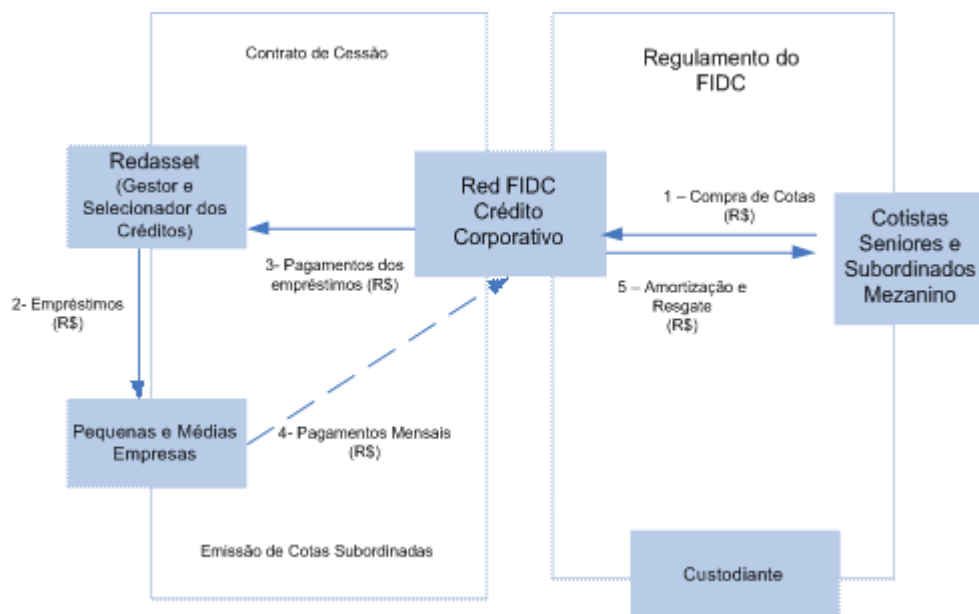 Contrato de Cessão
Regulamento do
FIDC
Redasset
(Gestor e
Selecionador dos
Créditos)
Red FIDC
Crédito
Corporativo
1 – Compra de Cotas
(R$)
Cotistas
Seniores e
Subordinados
Mezanino
3- Pagamentos dos
empréstimos (R$)
5 – Amortização e
Resgate
(R$)
2- Empréstimos
(R$)
Pequenas e Médias
Empresas
4- Pagamentos Mensais
(R$)
Emissão de Cotas Subordinadas
Custodiante